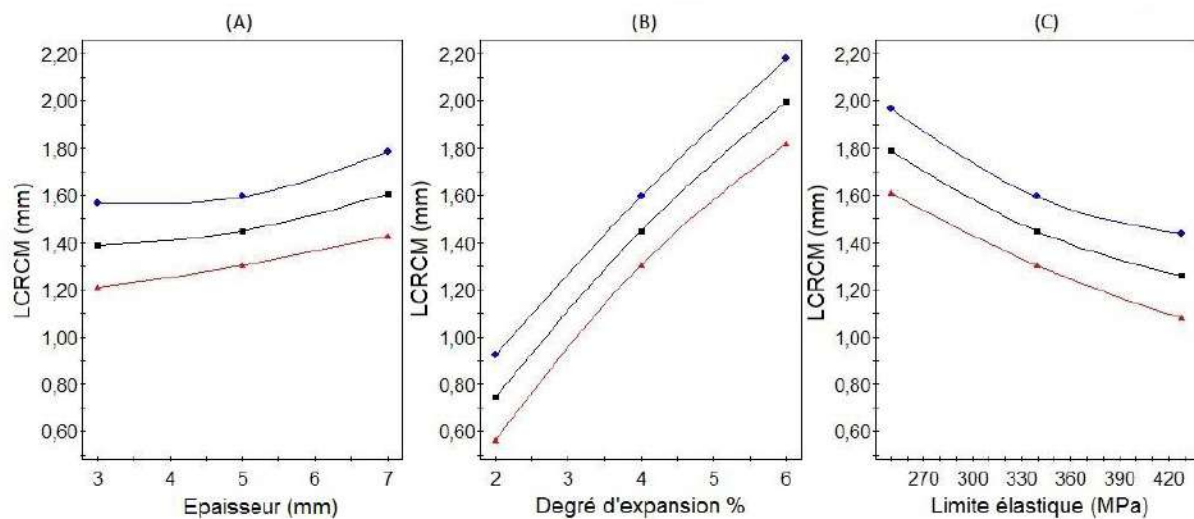 (A)
2,20
2,00
1,80
1,60
1,40
1,20
1,00
0,80
0,60
LCRCM (mm)
3 4 5 6 7
Epaisseur (mm)
(B)
2,20
2,00
1,80
1,60
1,40
1,20
1,00
0,80
0,60
LCRCM (mm)
2 3 4 5 6
Degré d'expansion %
(C)
2,20
2,00
1,80
1,60
1,40
1,20
1,00
0,80
0,60
LCRCM (mm)
270 300 330 360 390 420
Limite élastique (MPa)